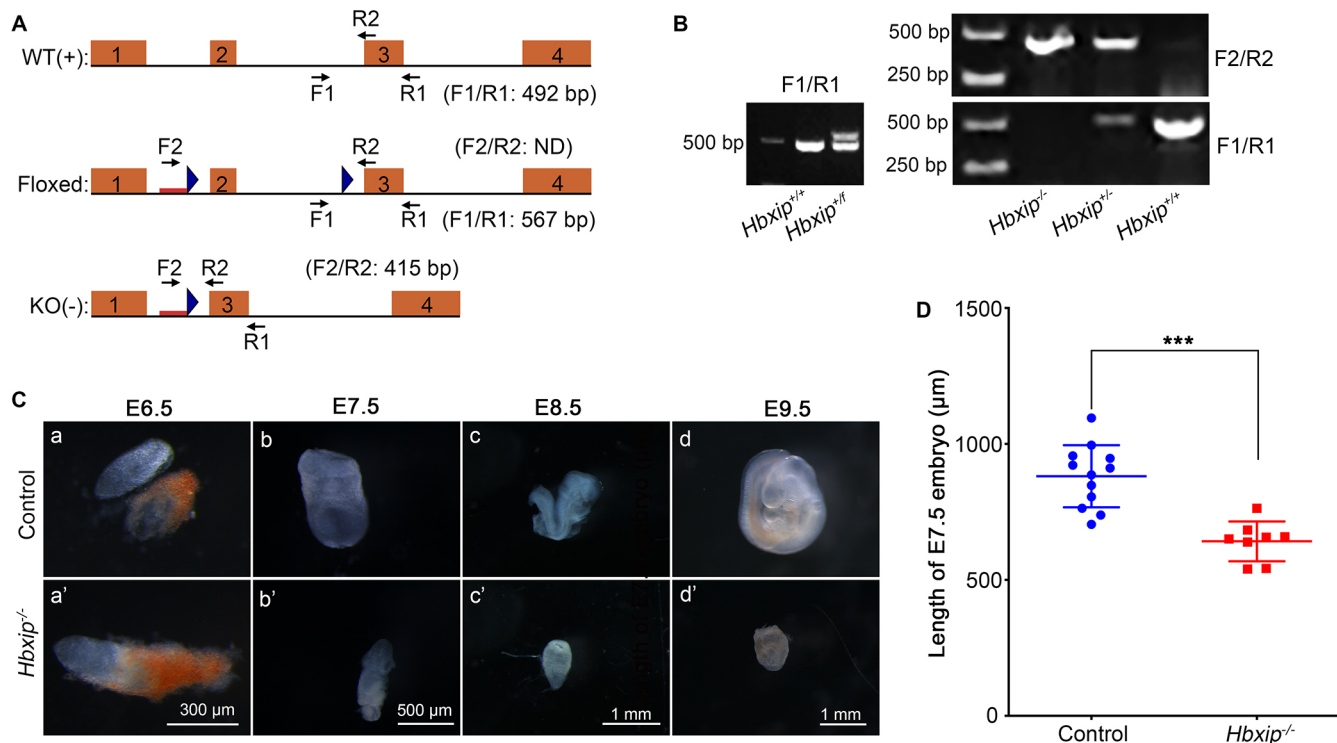 A
R2
WT(+):
1
2
3
4
F1
R1
(F1/R1: 492 bp)
F2
R2
(F2/R2: ND)
Floxed:
1
2
3
4
F1
R1
(F1/R1: 567 bp)
F2
R2
(F2/R2: 415 bp)
KO(-):
1
3
4
R1
B
F1/R1
500 bp
Hbxip+/+
Hbxip+/f
500 bp
250 bp
F2/R2
500 bp
250 bp
F1/R1
Hbxip-/-
Hbxip+/-
Hbxip+/+
C
E6.5
E7.5
E8.5
E9.5
Control
a
b
c
d
Hbxip-/-
a’
b’
c’
d’
300 µm
500 µm
1 mm
1 mm
D
Length of E7.5 embryo (µm)
1500
1000
500
0
***
Control
Hbxip-/-